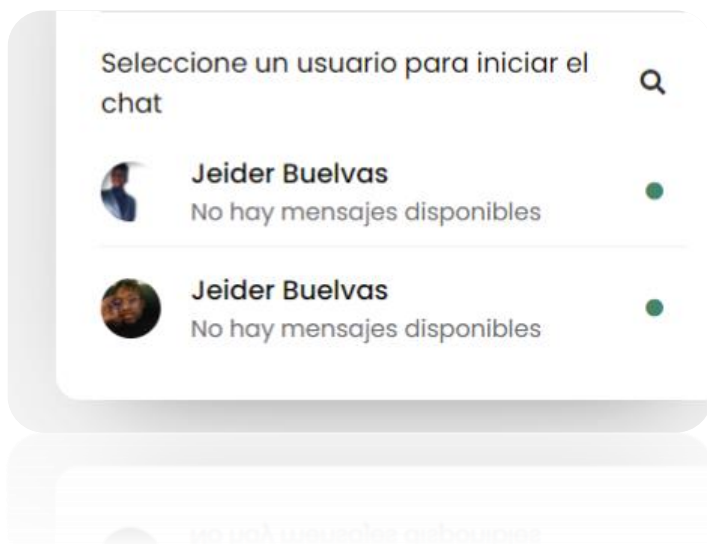 Seleccione un usuario para iniciar el
chat
Jeider Buelvas
No hay mensajes disponibles
Jeider Buelvas
No hay mensajes disponibles